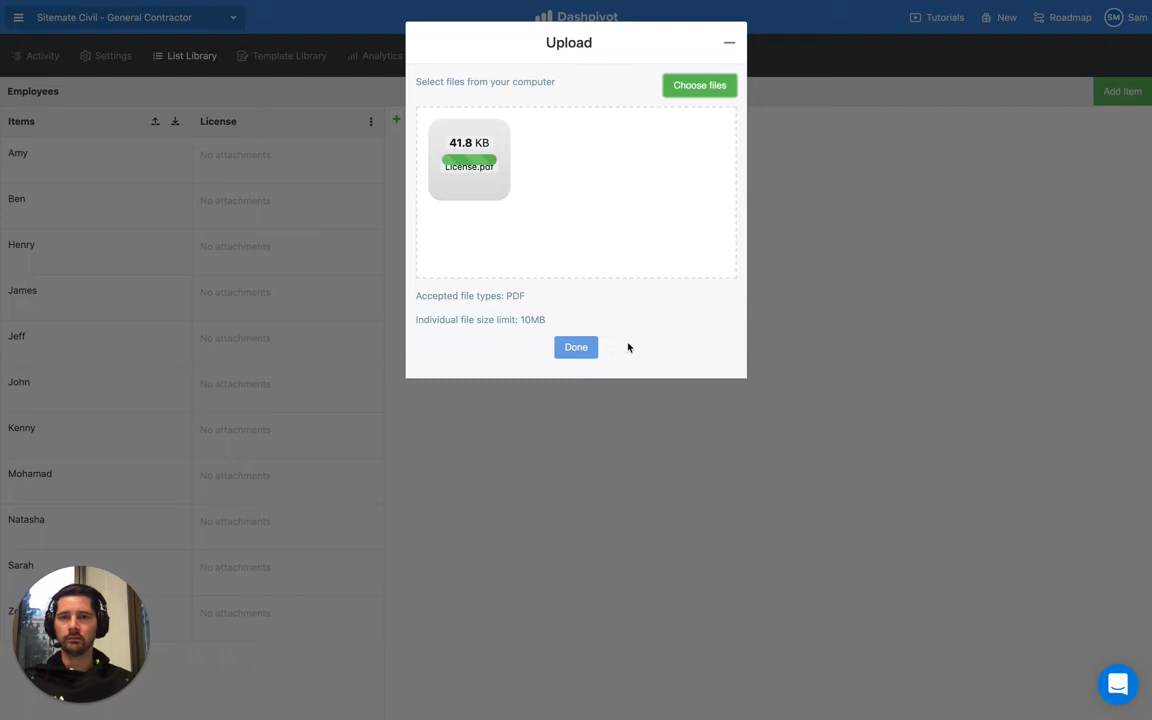 Sitemate Civil - General Contractor
Dashpivot
Tutorials
New
Roadmap
SM
Sam
Activity
Settings
List Library
Template Library
Analytics
Employees
Add Item
Items
License
Amy
No attachments
Ben
No attachments
Henry
No attachments
James
No attachments
Jeff
No attachments
John
No attachments
Kenny
No attachments
Mohamad
No attachments
Natasha
No attachments
Sarah
No attachments
No attachments
Upload
Select files from your computer
Choose files
41.8 KB
License.pdf
Accepted file types: PDF
Individual file size limit: 10MB
Done